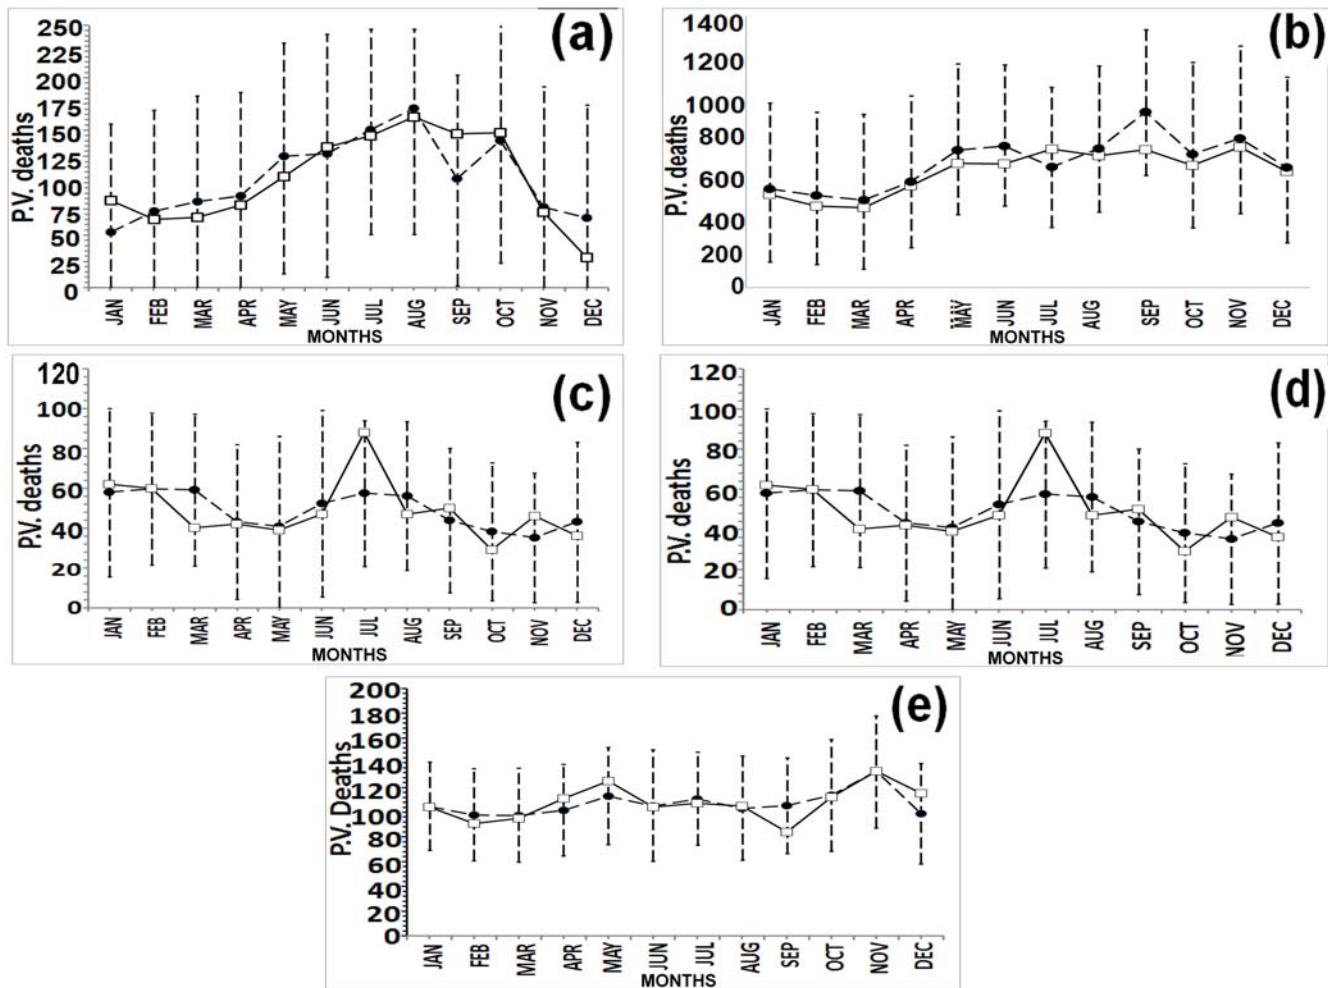 (a)
P.V. deaths
250
225
200
175
150
125
100
75
50
25
0
JAN FEB MAR APR MAY JUN JUL AUG SEP OCT NOV DEC
MONTHS
(b)
P.V. deaths
1400
1200
1000
800
600
400
200
0
JAN FEB MAR APR MAY JUN JUL AUG SEP OCT NOV DEC
MONTHS
(c)
P.V. deaths
120
100
80
60
40
20
0
JAN FEB MAR APR MAY JUN JUL AUG SEP OCT NOV DEC
MONTHS
(d)
P.V. deaths
120
100
80
60
40
20
0
JAN FEB MAR APR MAY JUN JUL AUG SEP OCT NOV DEC
MONTHS
(e)
P.V. Deaths
200
180
160
140
120
100
80
60
40
20
0
JAN FEB MAR APR MAY JUN JUL AUG SEP OCT NOV DEC
MONTHS